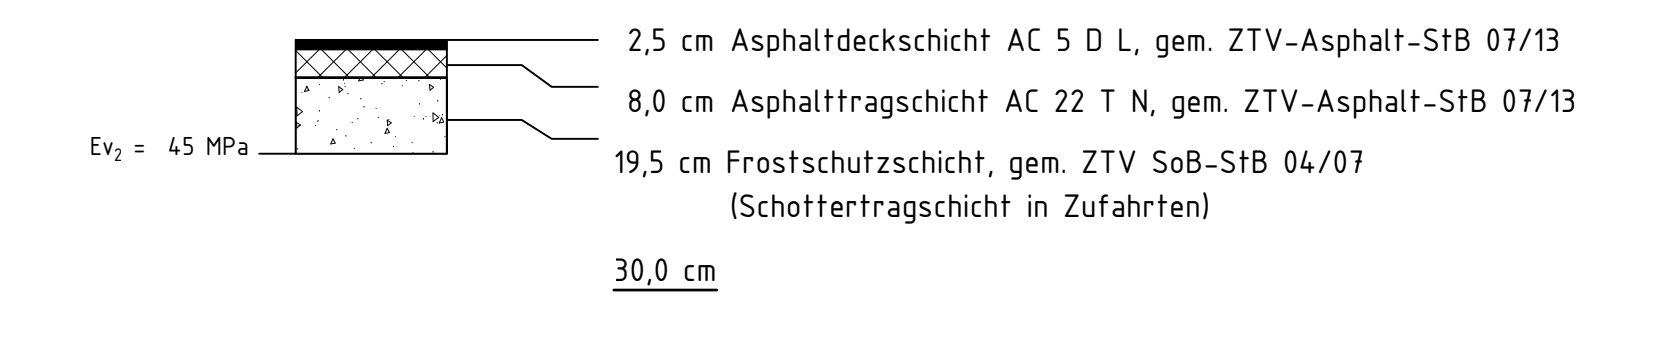 2,5 cm Asphaltdeckschicht AC 5 D L, gem. ZTV-Asphalt-StB 07/13
8,0 cm Asphalttragschicht AC 22 T N, gem. ZTV-Asphalt-StB 07/13
Ev2 = 45 MPa
19,5 cm Frostschutzschicht, gem. ZTV SoB-StB 04/07
(Schottertragschicht in Zufahrten)
30,0 cm